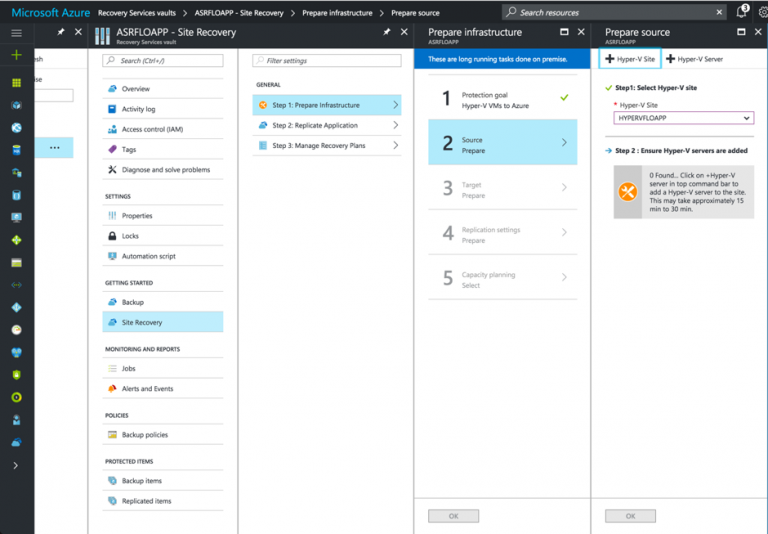 Microsoft Azure Recovery Services vaults > ASRFLOAPP - Site Recovery > Prepare infrastructure > Prepare source
Search resources
3
ASRFLOAPP - Site Recovery
Recovery Services vault
Search (Ctrl+/)
Overview
Activity log
Access control (IAM)
Tags
Diagnose and solve problems
SETTINGS
Properties
Locks
Automation script
GETTING STARTED
Backup
Site Recovery
MONITORING AND REPORTS
Jobs
Alerts and Events
POLICIES
Backup policies
PROTECTED ITEMS
Backup items
Replicated items
Filter settings
GENERAL
Step 1: Prepare Infrastructure
Step 2: Replicate Application
Step 3: Manage Recovery Plans
Prepare infrastructure
ASRFLOAPP
These are long running tasks done on premise.
1 Protection goal
Hyper-V VMs to Azure
2 Source
Prepare
3 Target
Prepare
4 Replication settings
Prepare
5 Capacity planning
Select
OK
Prepare source
ASRFLOAPP
+ Hyper-V Site + Hyper-V Server
Step1: Select Hyper-V site
* Hyper-V Site
HYPERVFLOAPP
Step 2 : Ensure Hyper-V servers are added
0 Found... Click on +Hyper-V
server in top command bar to
add a Hyper-V server to the site.
This may take approximately 15
min to 30 min.
OK